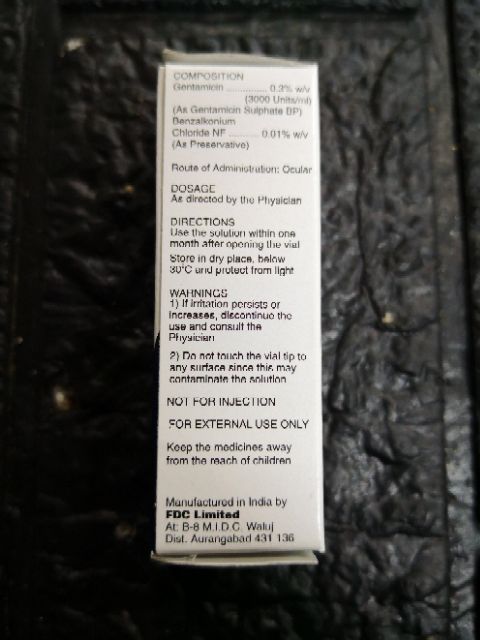 COMPOSITION
Gentamicin .............. 0.3% w/v
(3000 Units/ml)
(As Gentamicin Sulphate BP)
Benzalkonium
Chloride NF .......... 0.01% w/v
(As Preservative)
Route of Administration: Ocular
DOSAGE
As directed by the Physician
DIRECTIONS
Use the solution within one
month after opening the vial
Store in dry place, below
30°C and protect from light
WARNINGS
1) If irritation persists or
increases, discontinue the
use and consult the
Physician
2) Do not touch the vial tip to
any surface since this may
contaminate the solution
NOT FOR INJECTION
FOR EXTERNAL USE ONLY
Keep the medicines away
from the reach of children
Manufactured in India by
FDC Limited
At: B-8 M.I.D.C. Waluj
Dist. Aurangabad 431 136